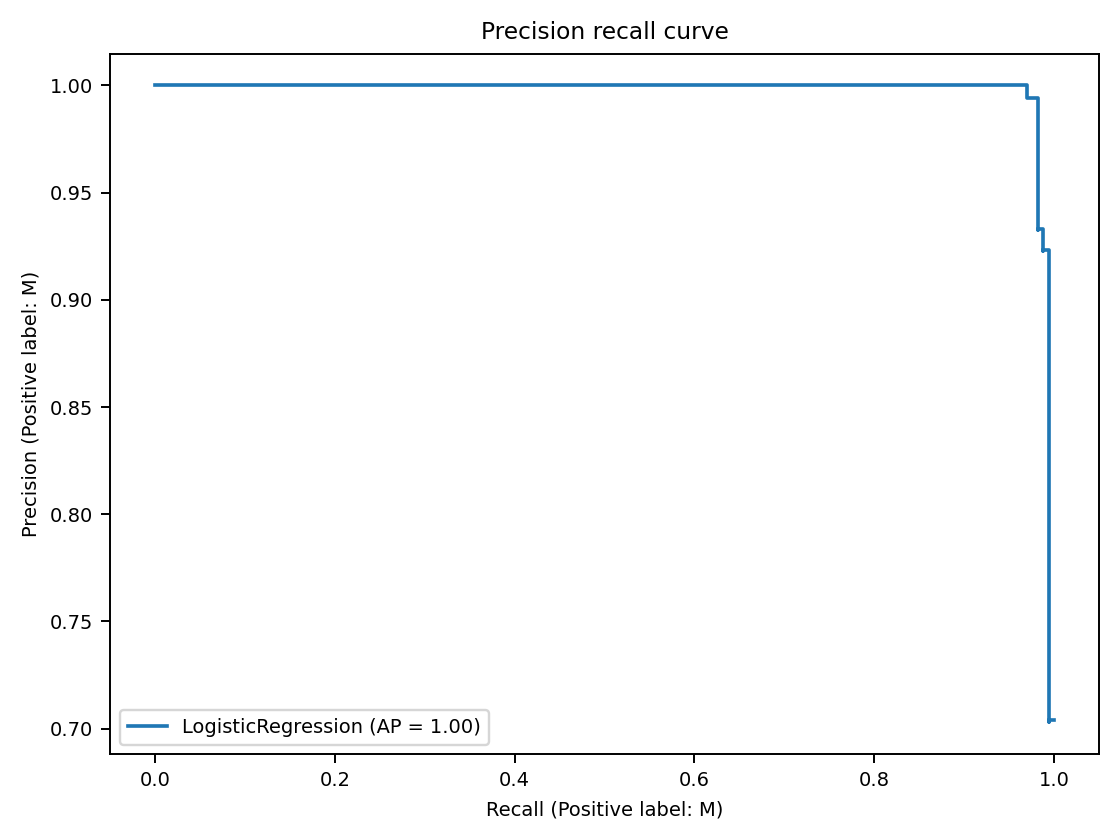 Precision recall curve
1.00
0.95
0.90
0.85
0.80
0.75
0.70
Precision (Positive label: M)
LogisticRegression (AP = 1.00)
0.0 0.2 0.4 0.6 0.8 1.0
Recall (Positive label: M)